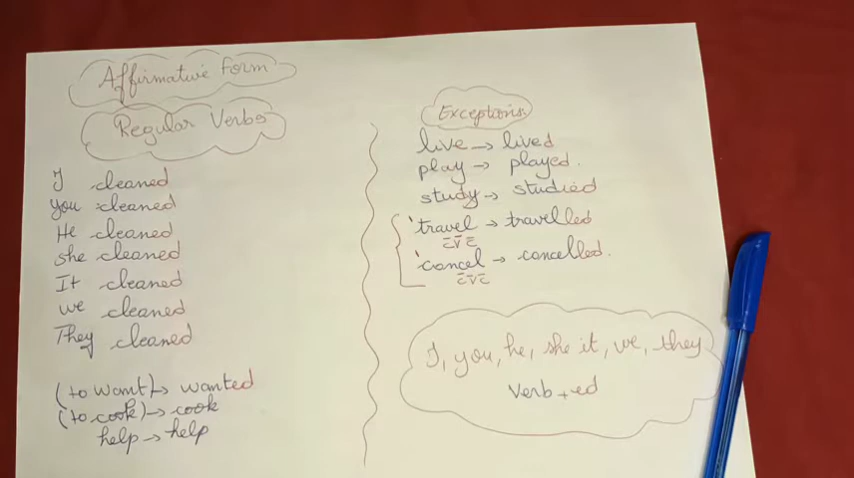 Affirmative Form
Regular Verbs
I cleaned
You cleaned
He cleaned
she cleaned
It cleaned
we cleaned
They cleaned
(to want) → wanted
(to cook) → cook
help → help
Exceptions.
live → lived
play → played.
study → studied
'travel → travelled
CVC
'cancel → cancelled.
CVC
I, you, he, she it, we, they
Verb + ed